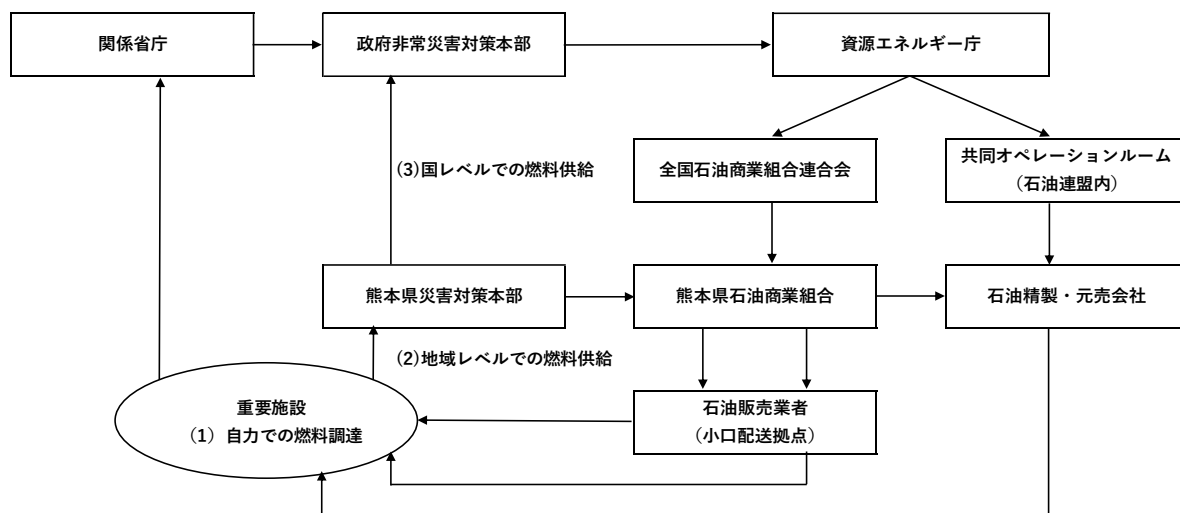 関係省庁
政府非常災害対策本部
資源エネルギー庁
(3)国レベルでの燃料供給
全国石油商業組合連合会
共同オペレーションルーム
（石油連盟内）
熊本県災害対策本部
熊本県石油商業組合
石油精製・元売会社
(2)地域レベルでの燃料供給
重要施設
（1）自力での燃料調達
石油販売業者
（小口配送拠点）